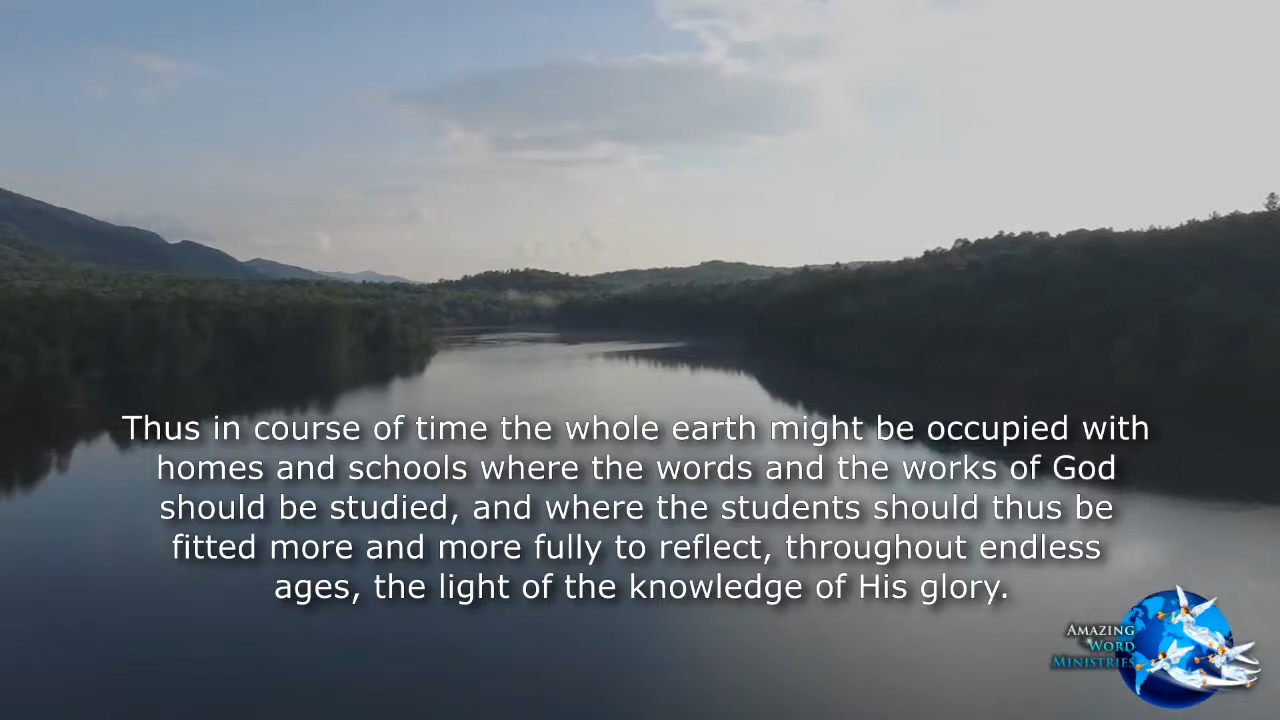 Thus in course of time the whole earth might be occupied with
homes and schools where the words and the works of God
should be studied, and where the students should thus be
fitted more and more fully to reflect, throughout endless
ages, the light of the knowledge of His glory.
AMAZING
WORD
MINISTRIES